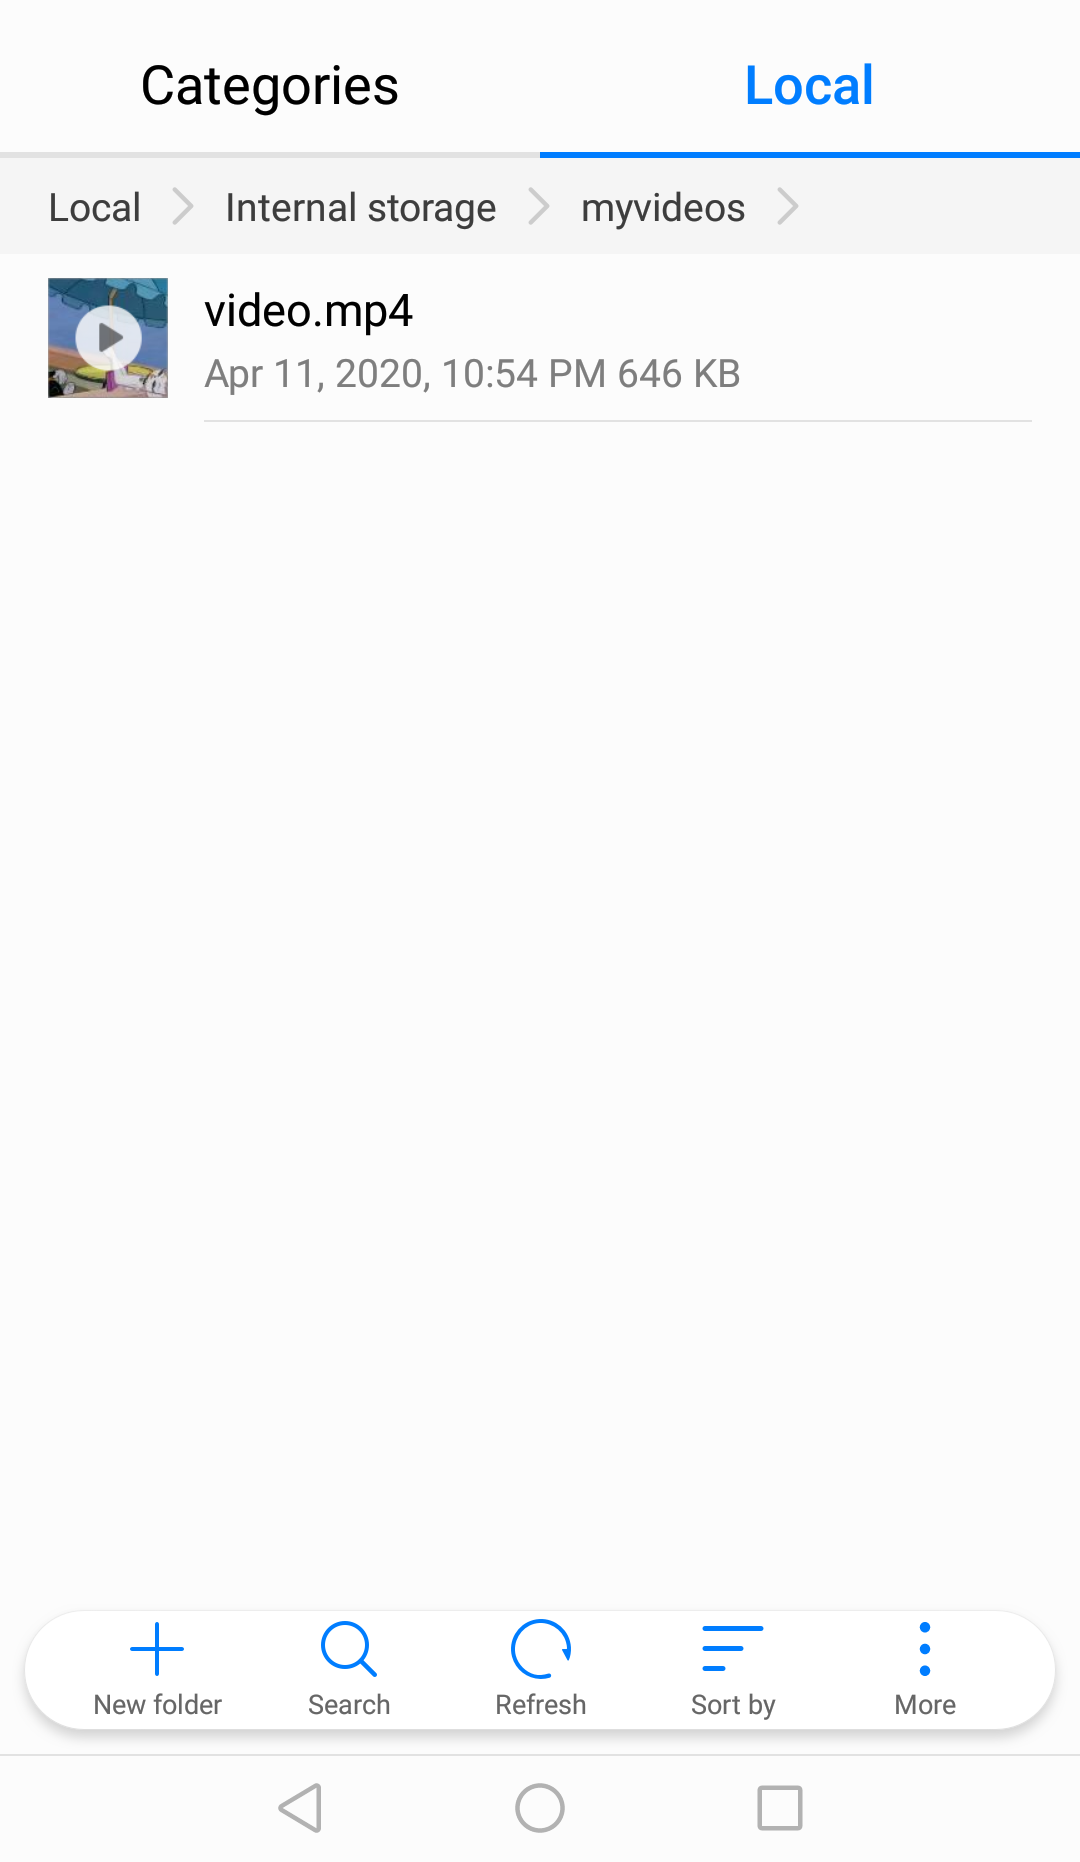 Categories Local
Local Internal storage myvideos
video.mp4
Apr 11, 2020, 10:54 PM 646 KB
New folder Search Refresh Sort by More